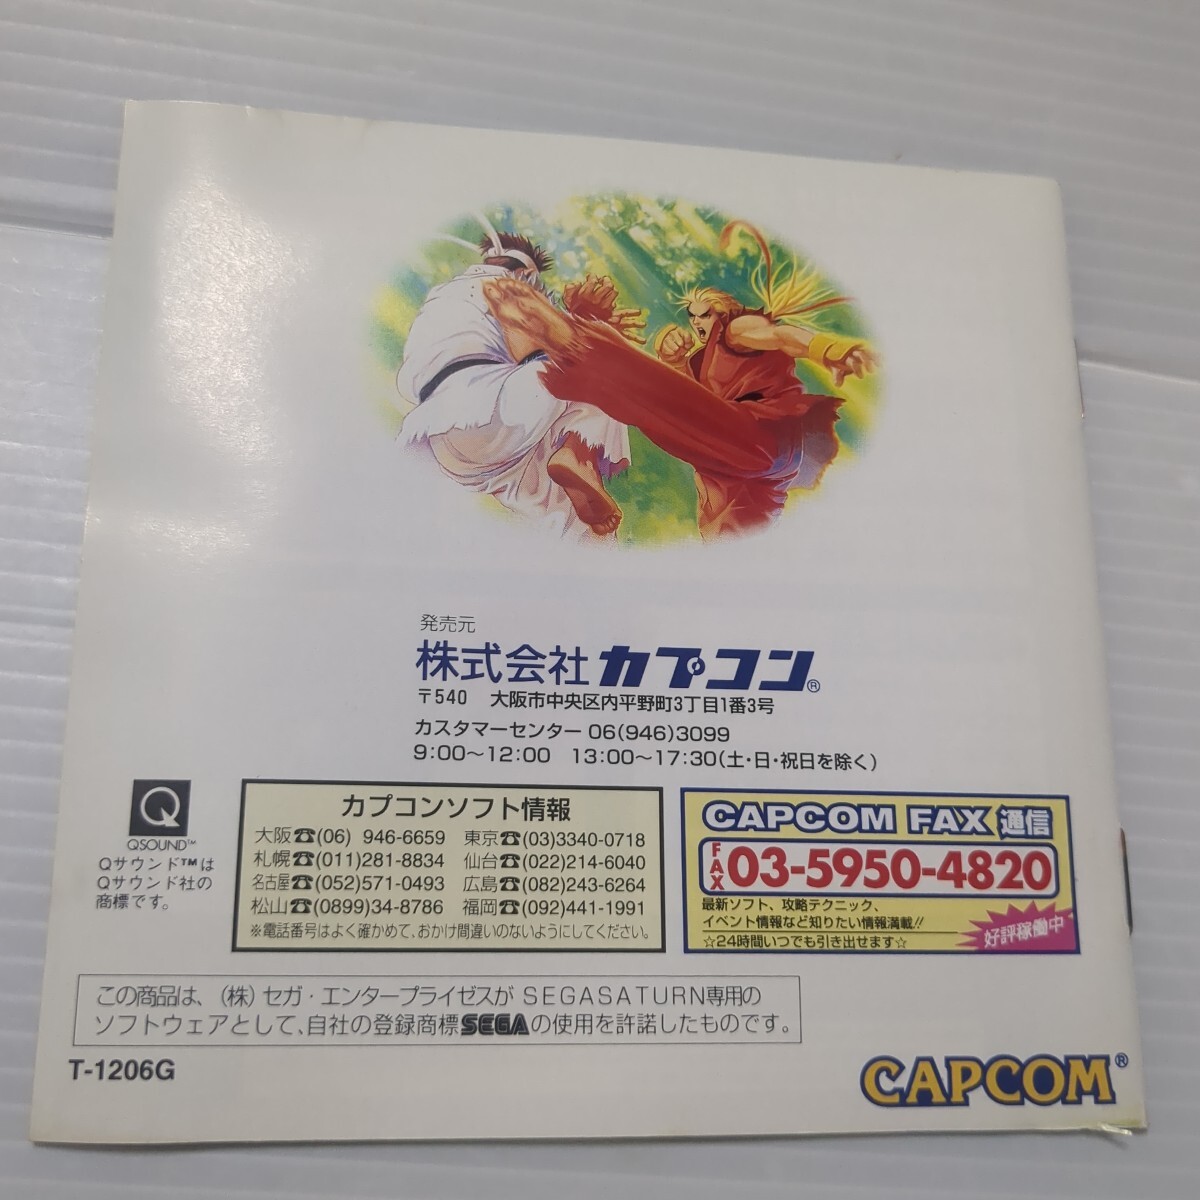 発売元
株式会社カプコン®
〒540 大阪市中央区内平野町3丁目1番3号
カスタマーセンター 06(946)3099
9:00〜12:00 13:00〜17:30(土・日・祝日を除く)
Q
QSOUND™
Qサウンド™は
Qサウンド社の
商標です。
カプコンソフト情報
大阪☎(06) 946-6659 東京☎(03)3340-0718
札幌☎(011)281-8834 仙台☎(022)214-6040
名古屋☎(052)571-0493 広島☎(082)243-6264
松山☎(0899)34-8786 福岡☎(092)441-1991
※電話番号はよく確かめて、おかけ間違いのないようにしてください。
CAPCOM FAX 通信
FAX 03-5950-4820
最新ソフト、攻略テクニック、
イベント情報など知りたい情報満載!!
☆24時間いつでも引き出せます☆
好評稼働中
この商品は、(株)セガ・エンタープライゼスがSEGASATURN専用の
ソフトウェアとして、自社の登録商標SEGAの使用を許諾したものです。
T-1206G
CAPCOM®